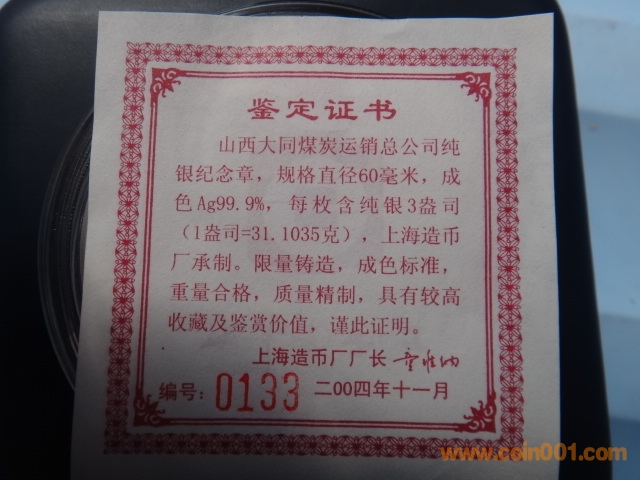 鉴定证书
山西大同煤炭运销总公司纯
银纪念章，规格直径60毫米，成
色Ag99.9%，每枚含纯银3盎司
（1盎司=31.1035克），上海造币
厂承制。限量铸造，成色标准，
重量合格，质量精制，具有较高
收藏及鉴赏价值，谨此证明。
上海造币厂厂长
编号：0133 二OO四年十一月
www.coin001.com